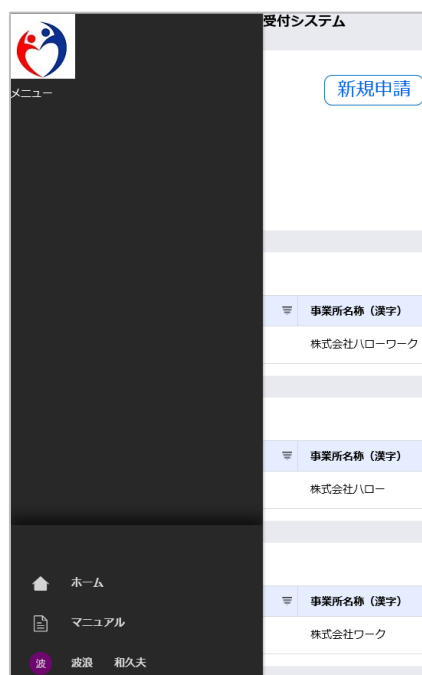 受付システム
メニュー
新規申請
事業所名称（漢字）
株式会社ハローワーク
事業所名称（漢字）
株式会社ハロー
ホーム
事業所名称（漢字）
マニュアル
株式会社ワーク
波 波浪　和久夫